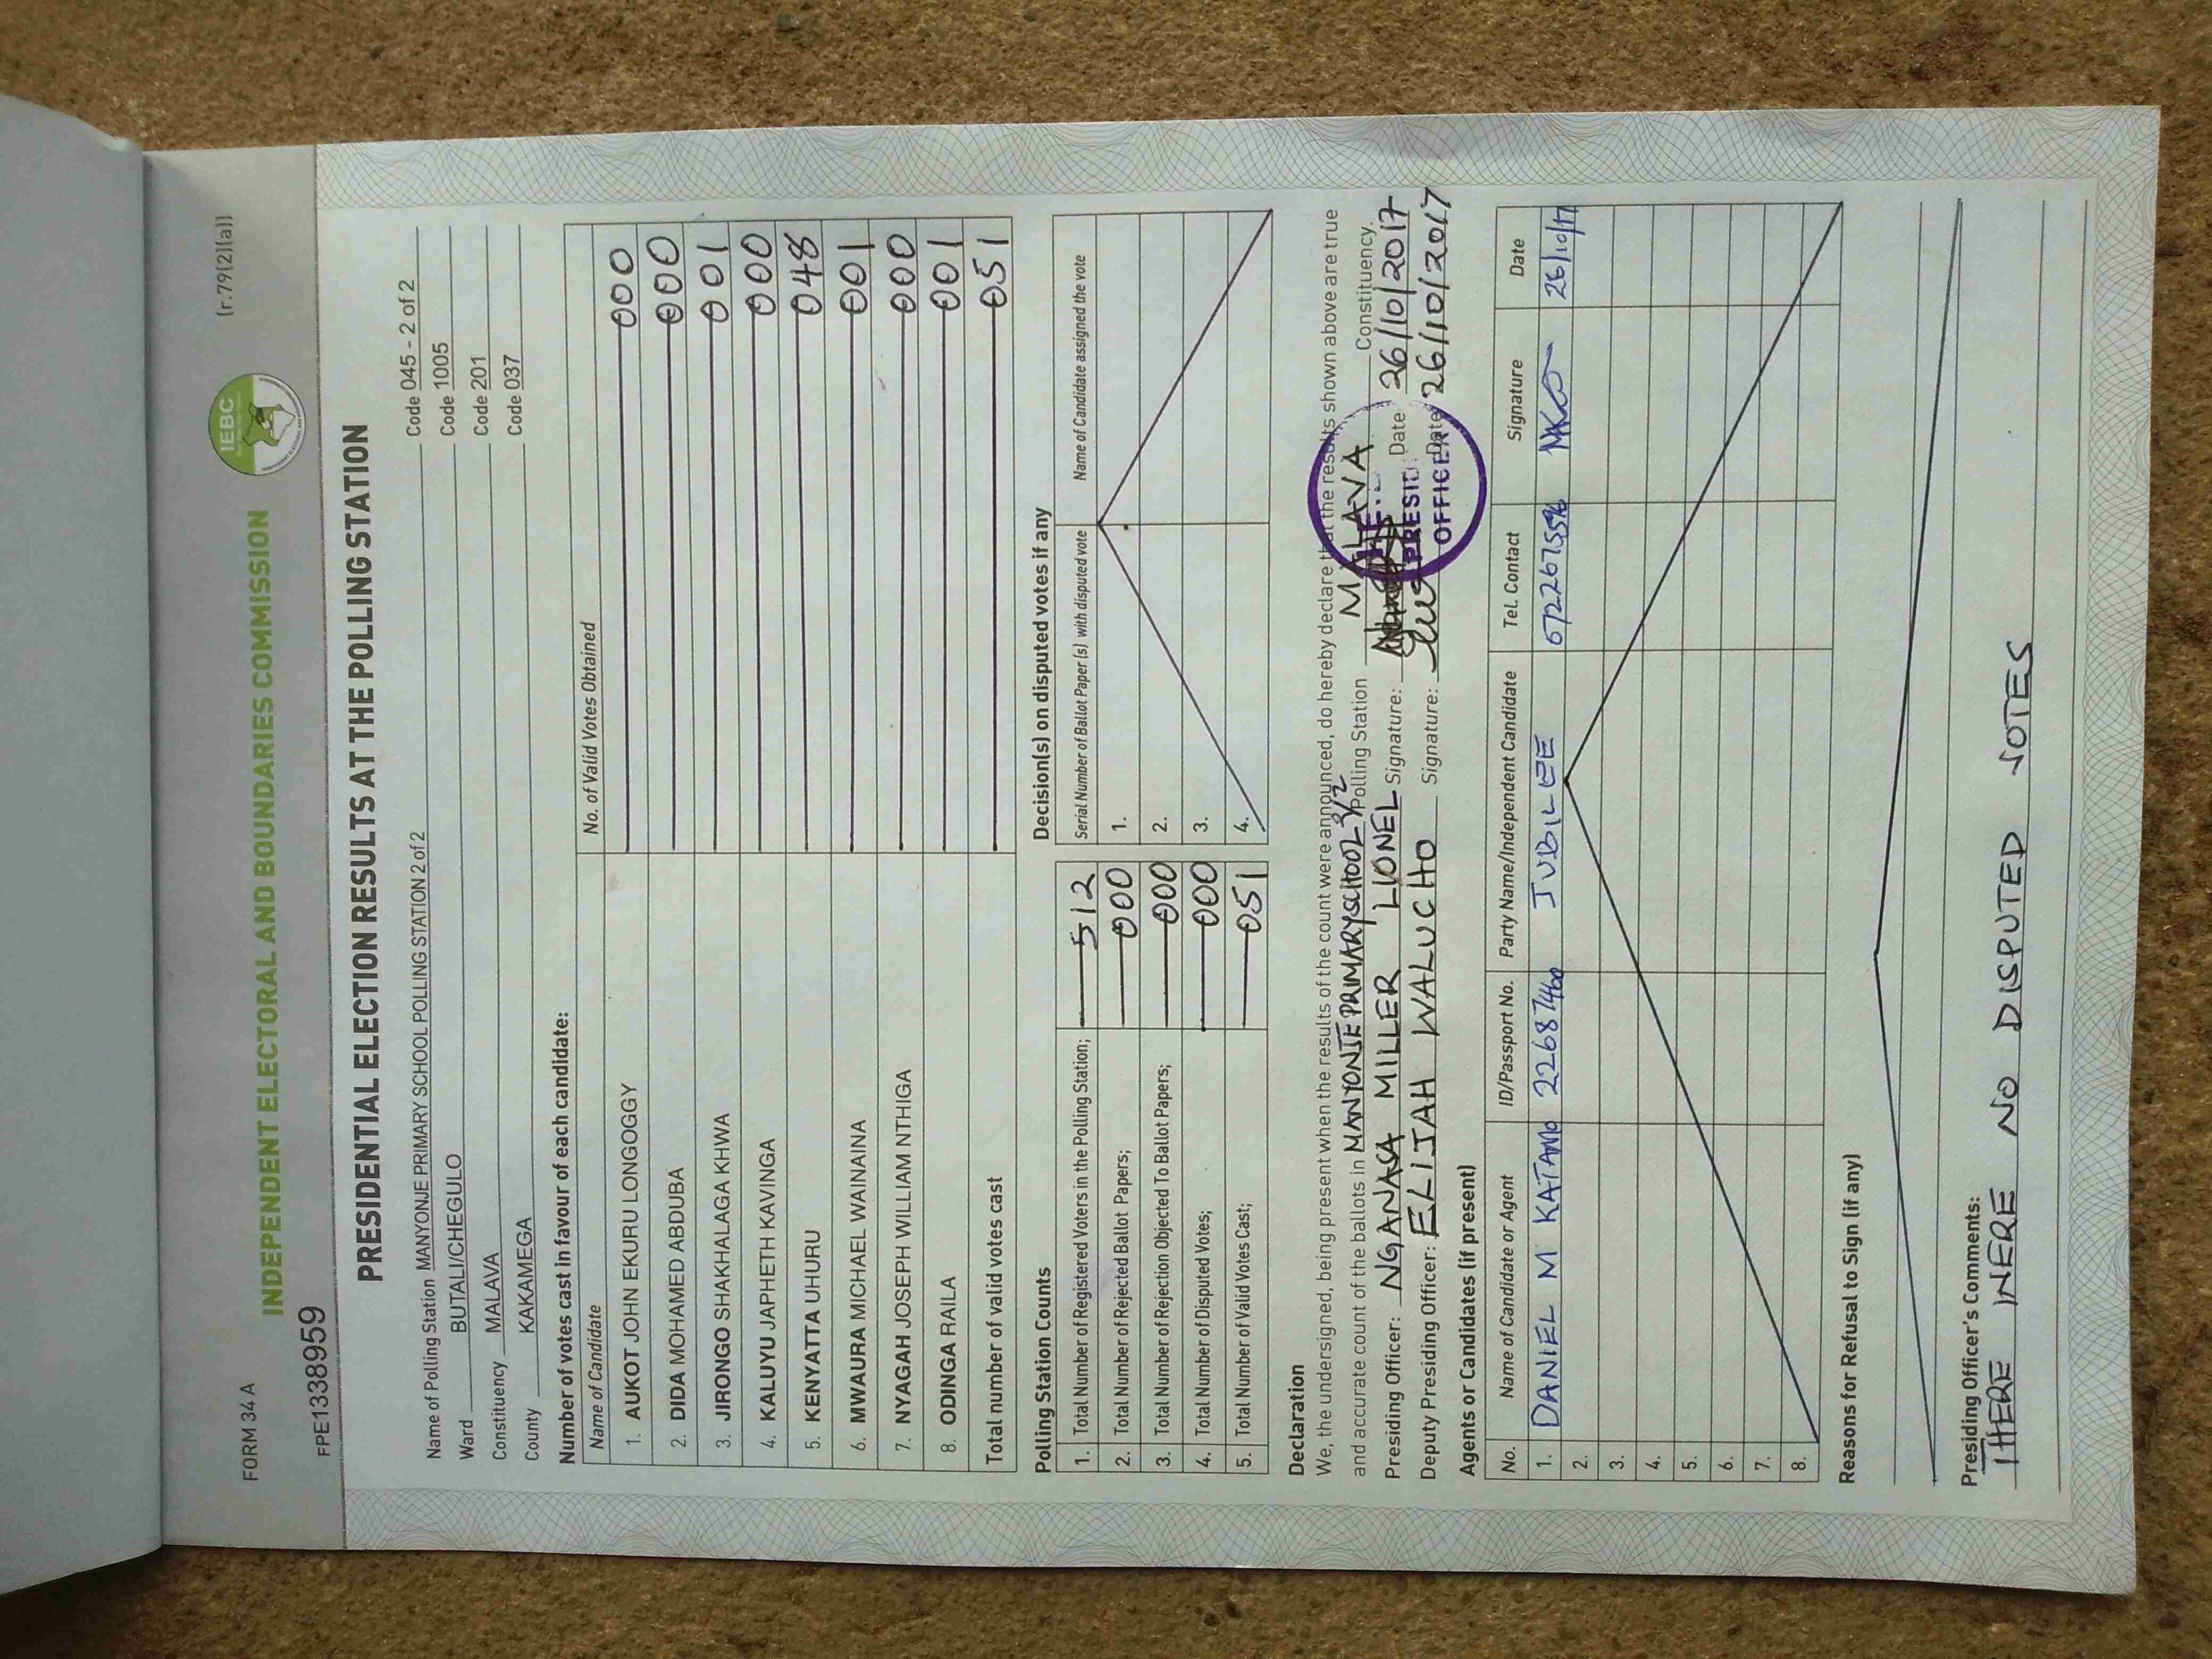 FORM 34 A
(r.79(2)(a))
IEBC
INDEPENDENT ELECTORAL AND BOUNDARIES COMMISSION
FPE1338959
PRESIDENTIAL ELECTION RESULTS AT THE POLLING STATION
Name of Polling Station MANYONJE PRIMARY SCHOOL POLLING STATION 2 of 2 Code 045 - 2 of 2
Ward BUTALI/CHEGULO Code 1005
Constituency MALAVA Code 201
County KAKAMEGA Code 037
Number of votes cast in favour of each candidate:
Name of Candidate No. of Valid Votes Obtained
1. AUKOT JOHN EKURU LONGOGGY 000
2. DIDA MOHAMED ABDUBA 000
3. JIRONGO SHAKHALAGA KHWA 001
4. KALUYU JAPHETH KAVINGA 000
5. KENYATTA UHURU 048
6. MWAURA MICHAEL WAINAINA 001
7. NYAGAH JOSEPH WILLIAM NTHIGA 000
8. ODINGA RAILA 001
Total number of valid votes cast 051
Polling Station Counts
1. Total Number of Registered Voters in the Polling Station; 512
2. Total Number of Rejected Ballot Papers; 000
3. Total Number of Rejection Objected To Ballot Papers; 000
4. Total Number of Disputed Votes; 000
5. Total Number of Valid Votes Cast; 051
Decision(s) on disputed votes if any
Serial Number of Ballot Paper (s) with disputed vote Name of Candidate assigned the vote
1.
2.
3.
4.
Declaration
We, the undersigned, being present when the results of the count were announced, do hereby declare that the results shown above are true
and accurate count of the ballots in MANYONJE PRIMARY SCHOOL Polling Station MALAVA Constituency.
Presiding Officer: NGANASA MILLER LIONEL Signature: Date 26/10/2017
Deputy Presiding Officer: ELIJAH WALUCHO Signature: Date 26/10/2017
OFFICER
Agents or Candidates (if present)
No. Name of Candidate or Agent ID/Passport No. Party Name/Independent Candidate Tel. Contact Signature Date
1. DANIEL M KATAMO 22687460 JUBILEE 0722675596 26/10/17
2.
3.
4.
5.
6.
7.
8.
Reasons for Refusal to Sign (if any)
Presiding Officer's Comments:
THERE WERE NO DISPUTED VOTES